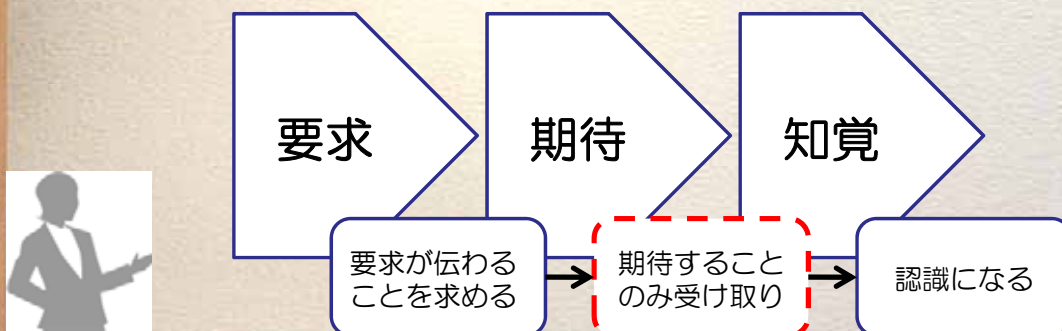 要求
期待
知覚
要求が伝わる
ことを求める
期待すること
のみ受け取り
認識になる